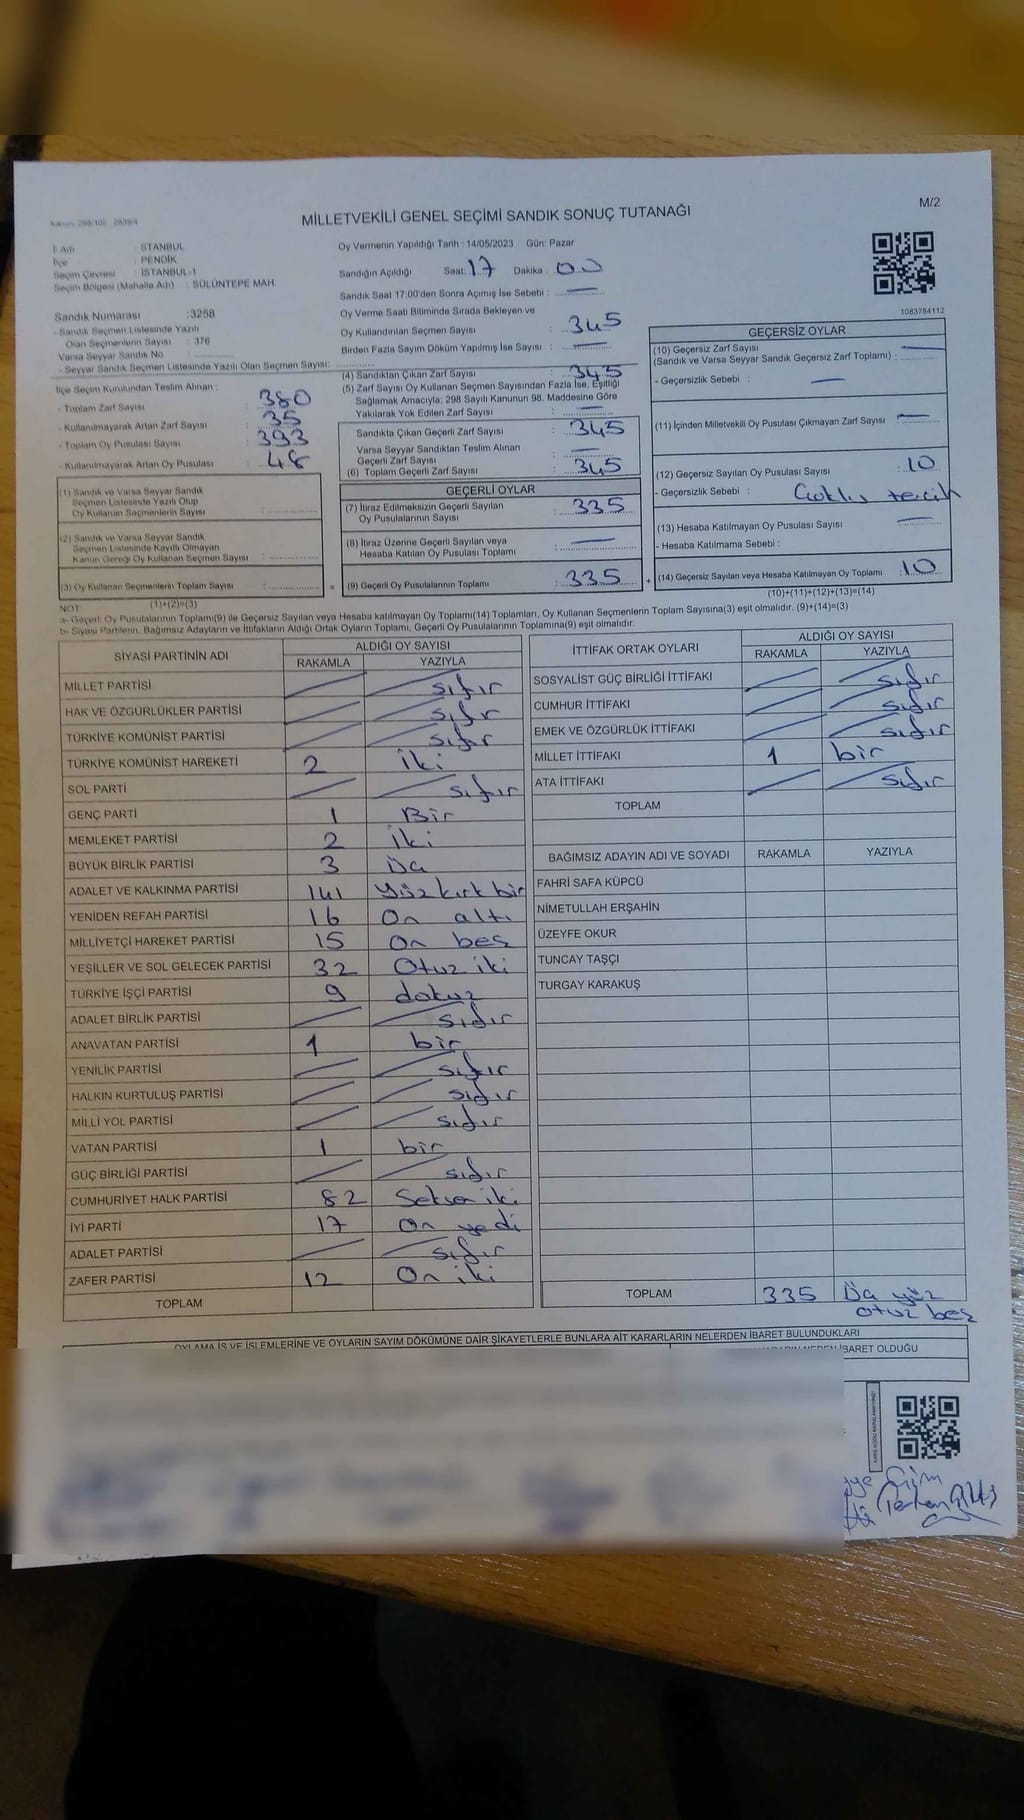 MİLLETVEKİLİ GENEL SEÇİMİ SANDIK SONUÇ TUTANAĞI
M/2
İl Adı : İSTANBUL
İlçe : PENDİK
Seçim Çevresi : İSTANBUL-1
Seçim Bölgesi (Mahalle Adı) : SÜLÜNTEPE MAH.
Sandık Numarası :3258
- Sandık Seçmen Listesinde Yazılı
Olan Seçmenlerin Sayısı : 376
Varsa Seyyar Sandık No :
- Seyyar Sandık Seçmen Listesinde Yazılı Olan Seçmen Sayısı:
İlçe Seçim Kurulundan Teslim Alınan :
- Toplam Zarf Sayısı : 380
- Kullanılmayarak Artan Zarf Sayısı : 35
- Toplam Oy Pusulası Sayısı : 393
- Kullanılmayarak Artan Oy Pusulası : 48
Oy Vermenin Yapıldığı Tarih : 14/05/2023 Gün: Pazar
Sandığın Açıldığı Saat: 17 Dakika : 00
Sandık Saat 17:00'den Sonra Açımış İse Sebebi : —
Oy Verme Saati Bitiminde Sırada Bekleyen ve
Oy Kullandırılan Seçmen Sayısı : 345
Birden Fazla Sayım Döküm Yapılmış İse Sayısı : —
(4) Sandıktan Çıkan Zarf Sayısı : 345
(5) Zarf Sayısı Oy Kullanan Seçmen Sayısından Fazla İse, Eşitliği
Sağlamak Amacıyla; 298 Sayılı Kanunun 98. Maddesine Göre
Yakılarak Yok Edilen Zarf Sayısı : —
Sandıkta Çıkan Geçerli Zarf Sayısı : 345
Varsa Seyyar Sandıktan Teslim Alınan
Geçerli Zarf Sayısı : —
(6) Toplam Geçerli Zarf Sayısı : 345
1083784112
GEÇERSİZ OYLAR
(10) Geçersiz Zarf Sayısı —
(Sandık ve Varsa Seyyar Sandık Geçersiz Zarf Toplamı) :
- Geçersizlik Sebebi : —
(11) İçinden Milletvekili Oy Pusulası Çıkmayan Zarf Sayısı —
(12) Geçersiz Sayılan Oy Pusulası Sayısı 10
- Geçersizlik Sebebi : Çoklu tercih
(13) Hesaba Katılmayan Oy Pusulası Sayısı —
- Hesaba Katılmama Sebebi :
(14) Geçersiz Sayılan veya Hesaba Katılmayan Oy Toplamı 10
(10)+(11)+(12)+(13)=(14)
(1) Sandık ve Varsa Seyyar Sandık
Seçmen Listesinde Yazılı Olup
Oy Kullanan Seçmenlerin Sayısı :
(2) Sandık ve Varsa Seyyar Sandık
Seçmen Listesinde Kayıtlı Olmayan
Kanun Gereği Oy Kullanan Seçmen Sayısı :
(3) Oy Kullanan Seçmenlerin Toplam Sayısı : =
(1)+(2)=(3)
GEÇERLİ OYLAR
(7) İtiraz Edilmeksizin Geçerli Sayılan
Oy Pusulalarının Sayısı : 335
(8) İtiraz Üzerine Geçerli Sayılan veya
Hesaba Katılan Oy Pusulası Toplamı : —
(9) Geçerli Oy Pusulalarının Toplamı : 335 +
NOT:
a- Geçerli Oy Pusulalarının Toplamı(9) ile Geçersiz Sayılan veya Hesaba katılmayan Oy Toplamı(14) Toplamları, Oy Kullanan Seçmenlerin Toplam Sayısına(3) eşit olmalıdır. (9)+(14)=(3)
b- Siyasi Partilerin, Bağımsız Adayların ve İttifakların Aldığı Ortak Oyların Toplamı, Geçerli Oy Pusulalarının Toplamına(9) eşit olmalıdır.
SİYASİ PARTİNİN ADI ALDIĞI OY SAYISI
RAKAMLA YAZIYLA
MİLLET PARTİSİ sıfır
HAK VE ÖZGÜRLÜKLER PARTİSİ sıfır
TÜRKİYE KOMÜNİST PARTİSİ sıfır
TÜRKİYE KOMÜNİST HAREKETİ 2 iki
SOL PARTİ sıfır
GENÇ PARTİ 1 Bir
MEMLEKET PARTİSİ 2 İki
BÜYÜK BİRLİK PARTİSİ 3 Üç
ADALET VE KALKINMA PARTİSİ 141 Yüz kırk bir
YENİDEN REFAH PARTİSİ 16 On altı
MİLLİYETÇİ HAREKET PARTİSİ 15 On beş
YEŞİLLER VE SOL GELECEK PARTİSİ 32 Otuz iki
TÜRKİYE İŞÇİ PARTİSİ 9 dokuz
ADALET BİRLİK PARTİSİ sıfır
ANAVATAN PARTİSİ 1 bir
YENİLİK PARTİSİ sıfır
HALKIN KURTULUŞ PARTİSİ sıfır
MİLLİ YOL PARTİSİ sıfır
VATAN PARTİSİ 1 bir
GÜÇ BİRLİĞİ PARTİSİ sıfır
CUMHURİYET HALK PARTİSİ 82 Seksen iki
İYİ PARTİ 17 On yedi
ADALET PARTİSİ sıfır
ZAFER PARTİSİ 12 On iki
TOPLAM
İTTİFAK ORTAK OYLARI ALDIĞI OY SAYISI
RAKAMLA YAZIYLA
SOSYALİST GÜÇ BİRLİĞİ İTTİFAKI sıfır
CUMHUR İTTİFAKI sıfır
EMEK VE ÖZGÜRLÜK İTTİFAKI sıfır
MİLLET İTTİFAKI 1 bir
ATA İTTİFAKI sıfır
TOPLAM
BAĞIMSIZ ADAYIN ADI VE SOYADI RAKAMLA YAZIYLA
FAHRİ SAFA KÜPCÜ
NİMETULLAH ERŞAHİN
ÜZEYFE OKUR
TUNCAY TAŞÇI
TURGAY KARAKUŞ
TOPLAM 335 Üç yüz
otuz beş
OYLAMA İŞ VE İŞLEMLERİNE VE OYLARIN SAYIM DÖKÜMÜNE DAİR ŞİKAYETLERLE BUNLARA AİT KARARLARIN NELERDEN İBARET BULUNDUKLARI
İBARET OLDUĞU